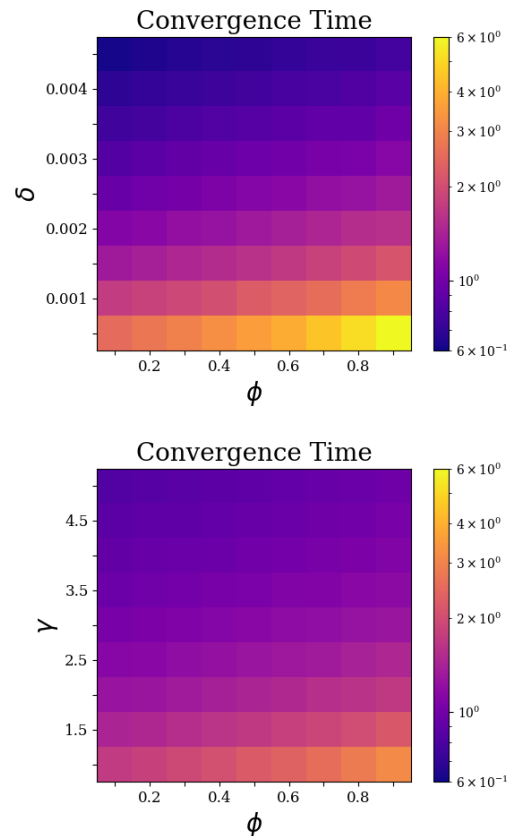 Convergence Time
6 × 10⁰
4 × 10⁰
3 × 10⁰
2 × 10⁰
10⁰
6 × 10⁻¹
δ
0.004
0.003
0.002
0.001
0.2 0.4 0.6 0.8
ϕ
Convergence Time
6 × 10⁰
4 × 10⁰
3 × 10⁰
2 × 10⁰
10⁰
6 × 10⁻¹
γ
4.5
3.5
2.5
1.5
0.2 0.4 0.6 0.8
ϕ